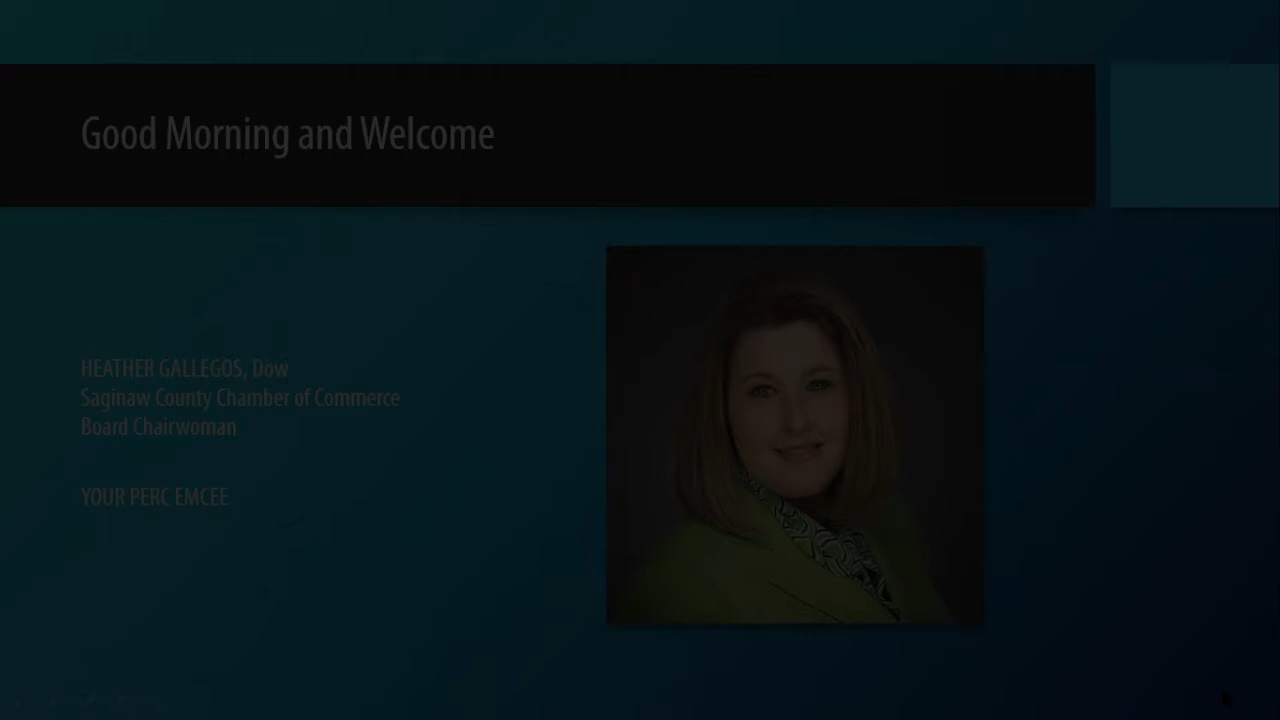 Good Morning and Welcome
HEATHER GALLEGOS, Dow
Saginaw County Chamber of Commerce
Board Chairwoman
YOUR PERC EMCEE